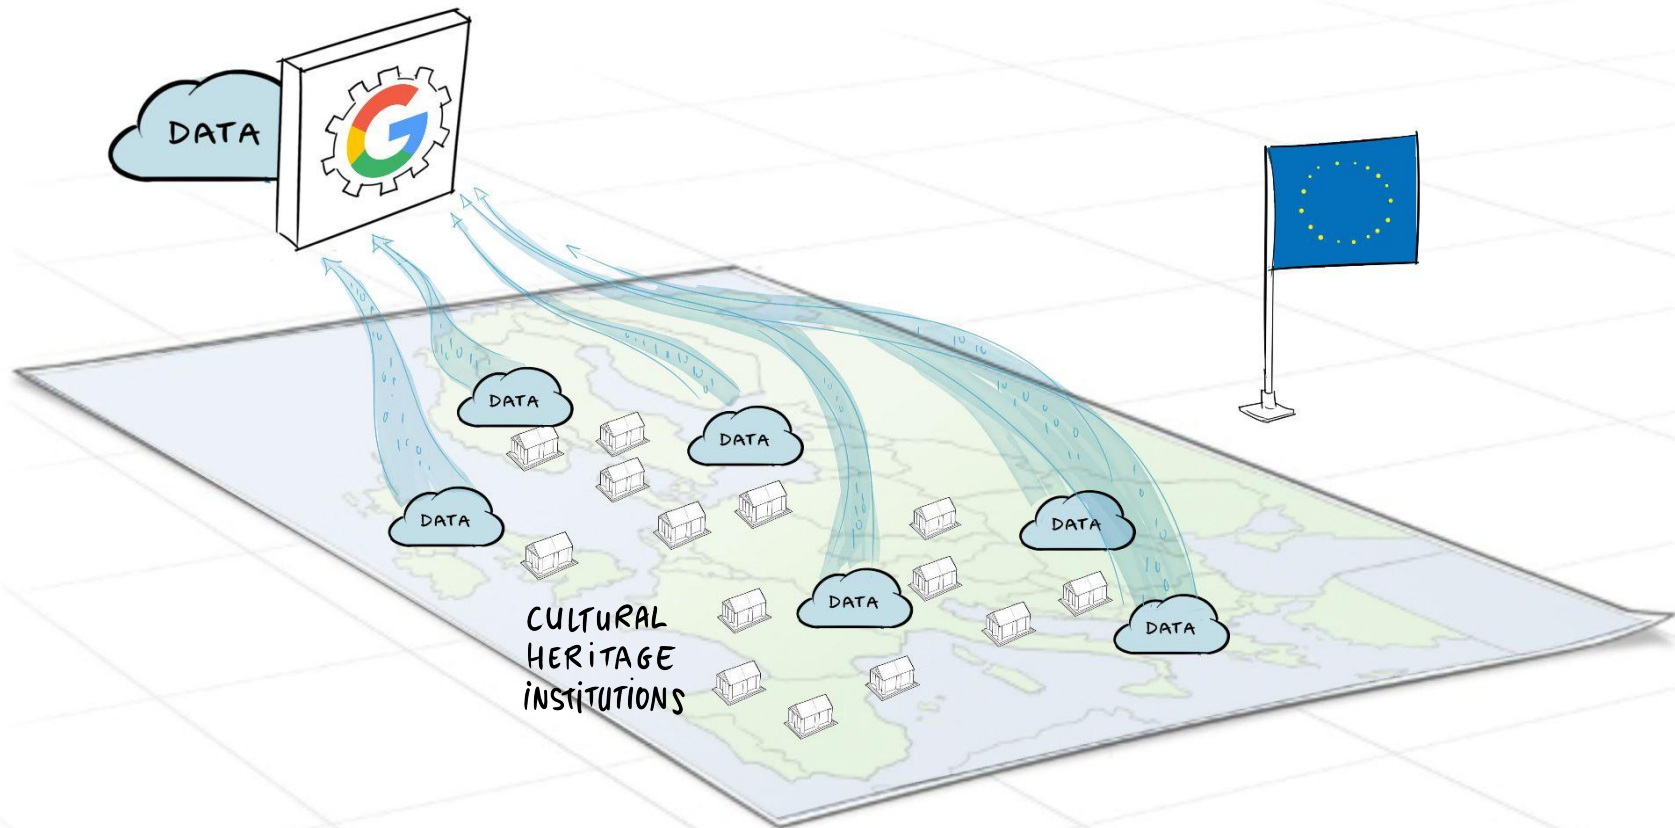 DATA
G
DATA
DATA
DATA
DATA
DATA
DATA
CULTURAL
HERITAGE
INSTITUTIONS